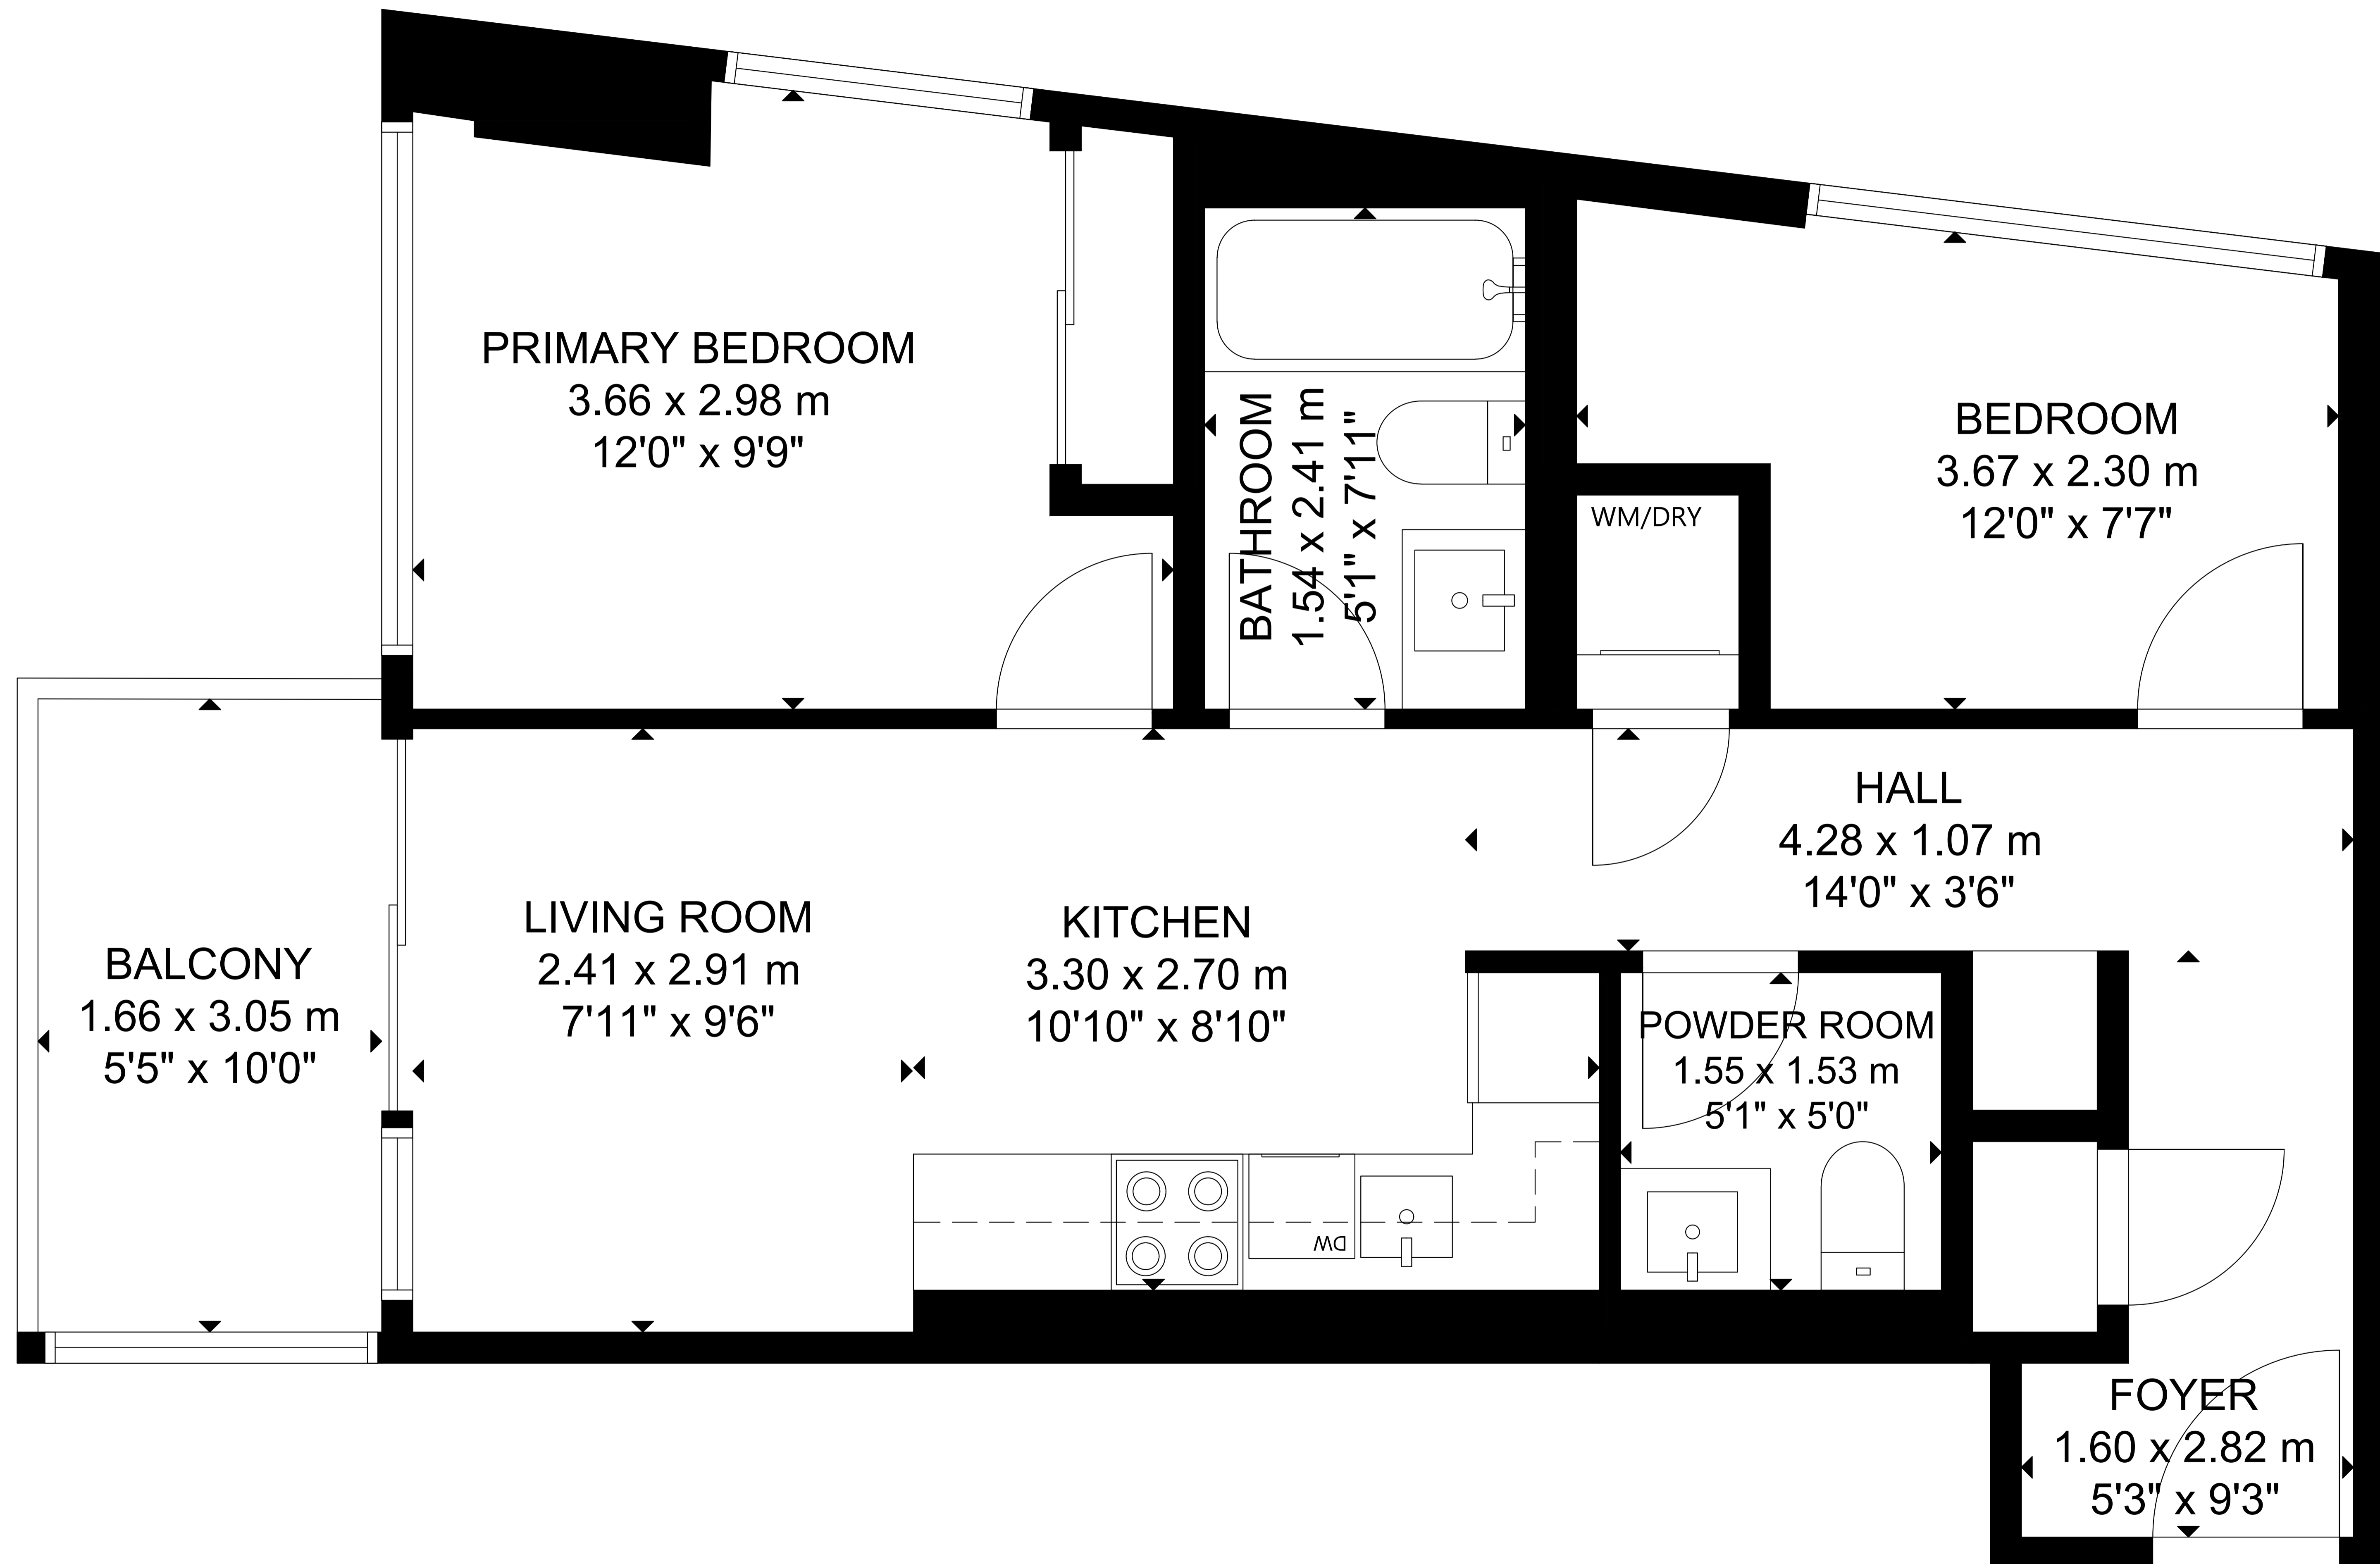 PRIMARY BEDROOM
3.66 x 2.98 m
12'0" x 9'9"
BATHROOM
1.54 x 2.41 m
5'1" x 7'11"
WM/DRY
BEDROOM
3.67 x 2.30 m
12'0" x 7'7"
HALL
4.28 x 1.07 m
14'0" x 3'6"
BALCONY
1.66 x 3.05 m
5'5" x 10'0"
LIVING ROOM
2.41 x 2.91 m
7'11" x 9'6"
KITCHEN
3.30 x 2.70 m
10'10" x 8'10"
DW
POWDER ROOM
1.55 x 1.53 m
5'1" x 5'0"
FOYER
1.60 x 2.82 m
5'3" x 9'3"